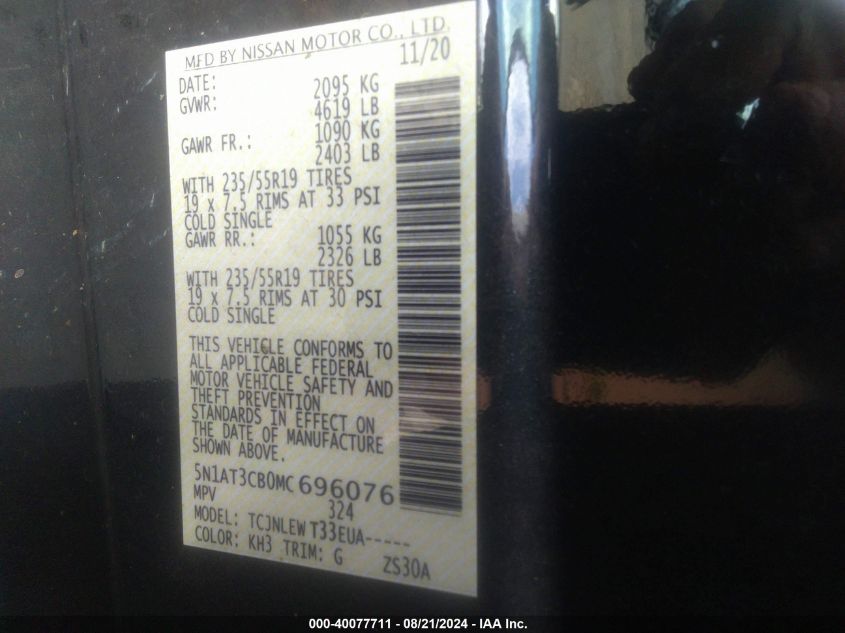 MFD BY NISSAN MOTOR CO., LTD.
DATE: 11/20
GVWR: 2095 KG
4619 LB
GAWR FR.: 1090 KG
2403 LB
WITH 235/55R19 TIRES
19 x 7.5 RIMS AT 33 PSI
COLD SINGLE
GAWR RR.: 1055 KG
2326 LB
WITH 235/55R19 TIRES
19 x 7.5 RIMS AT 30 PSI
COLD SINGLE
THIS VEHICLE CONFORMS TO
ALL APPLICABLE FEDERAL
MOTOR VEHICLE SAFETY AND
THEFT PREVENTION
STANDARDS IN EFFECT ON
THE DATE OF MANUFACTURE
SHOWN ABOVE.
5N1AT3CB0MC696076
MPV 324
MODEL: TCJNLEWT33EUA-----
COLOR: KH3 TRIM: G ZS30A
000-40077711 - 08/21/2024 - IAA Inc.